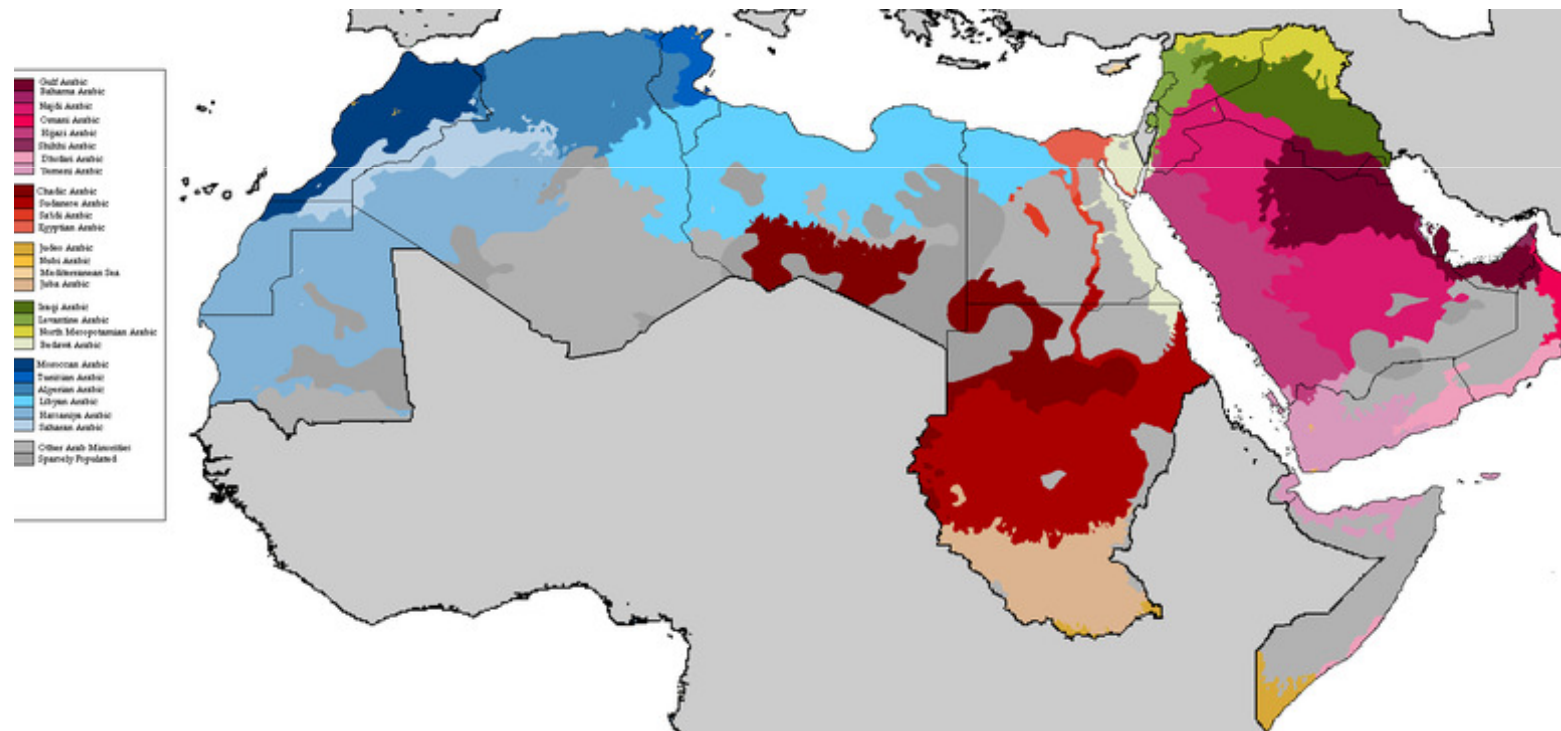 Gulf Arabic
Baharna Arabic
Najdi Arabic
Omani Arabic
Hijazi Arabic
Shihhi Arabic
Dhofari Arabic
Yemeni Arabic
Chadic Arabic
Sudanese Arabic
Sa'idi Arabic
Egyptian Arabic
Judeo Arabic
Nubi Arabic
Mediterranean Sea
Juba Arabic
Iraqi Arabic
Levantine Arabic
North Mesopotamian Arabic
Bedawi Arabic
Moroccan Arabic
Tunisian Arabic
Algerian Arabic
Libyan Arabic
Hassaniya Arabic
Saharan Arabic
Other Arab Minorities
Sparsely Populated